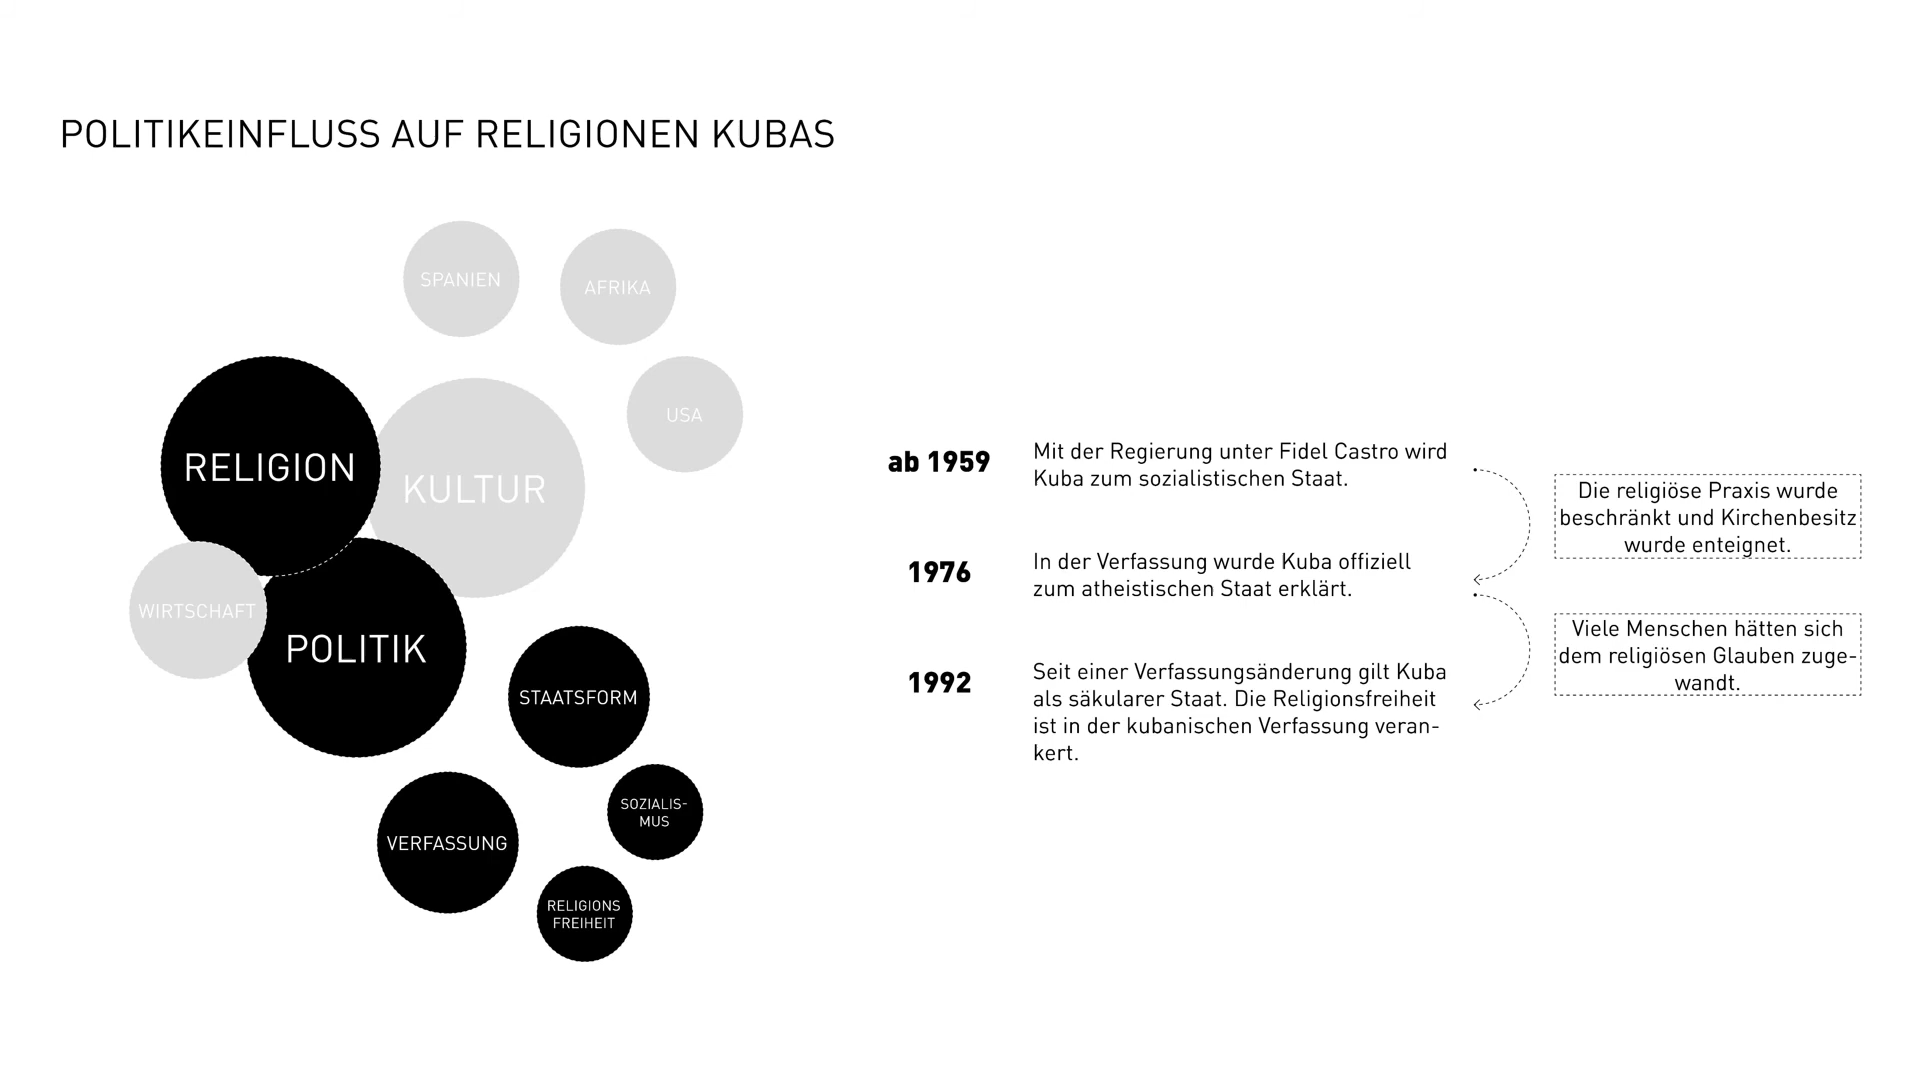 POLITIKEINFLUSS AUF RELIGIONEN KUBAS
SPANIEN
AFRIKA
USA
RELIGION
KULTUR
WIRTSCHAFT
POLITIK
STAATSFORM
SOZIALIS-
MUS
VERFASSUNG
RELIGIONS
FREIHEIT
ab 1959
Mit der Regierung unter Fidel Castro wird
Kuba zum sozialistischen Staat.
Die religiöse Praxis wurde
beschränkt und Kirchenbesitz
wurde enteignet.
1976
In der Verfassung wurde Kuba offiziell
zum atheistischen Staat erklärt.
Viele Menschen hätten sich
dem religiösen Glauben zuge-
wandt.
1992
Seit einer Verfassungsänderung gilt Kuba
als säkularer Staat. Die Religionsfreiheit
ist in der kubanischen Verfassung veran-
kert.